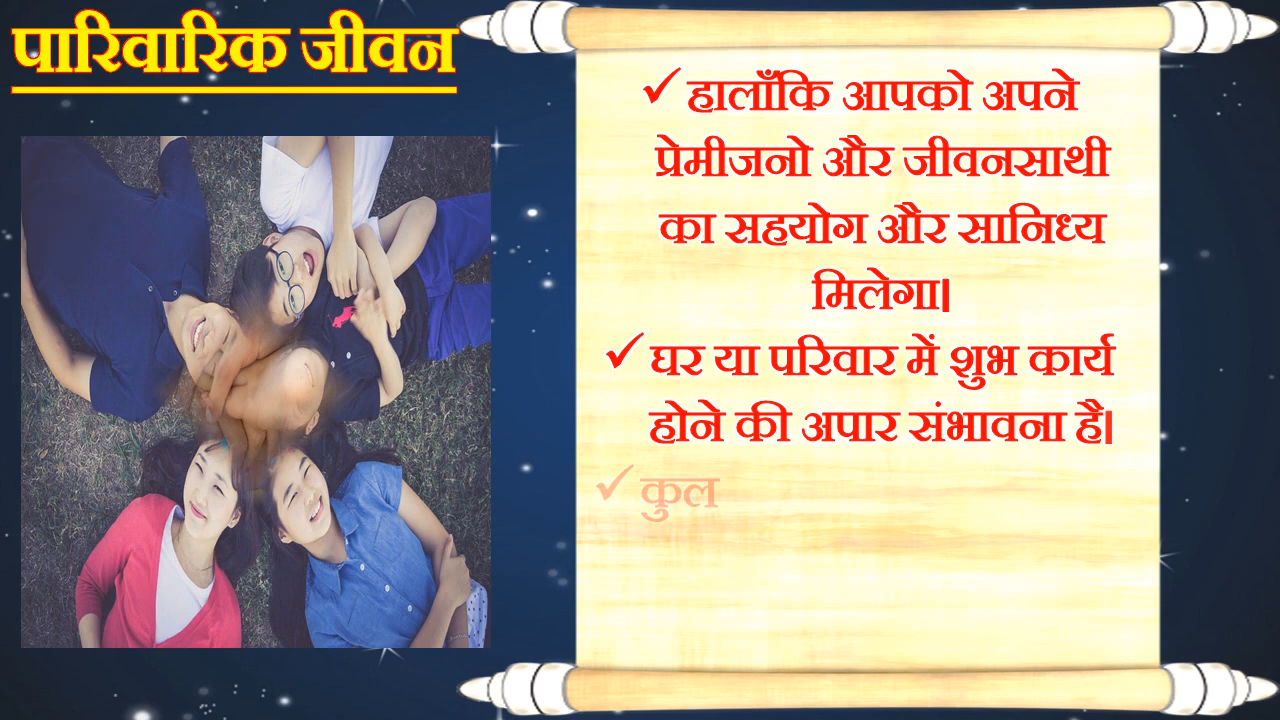 पारिवारिक जीवन
✓ हालाँकि आपको अपने
प्रेमीजनो और जीवनसाथी
का सहयोग और सानिध्य
मिलेगा।
✓ घर या परिवार में शुभ कार्य
होने की अपार संभावना है।
✓ कुल